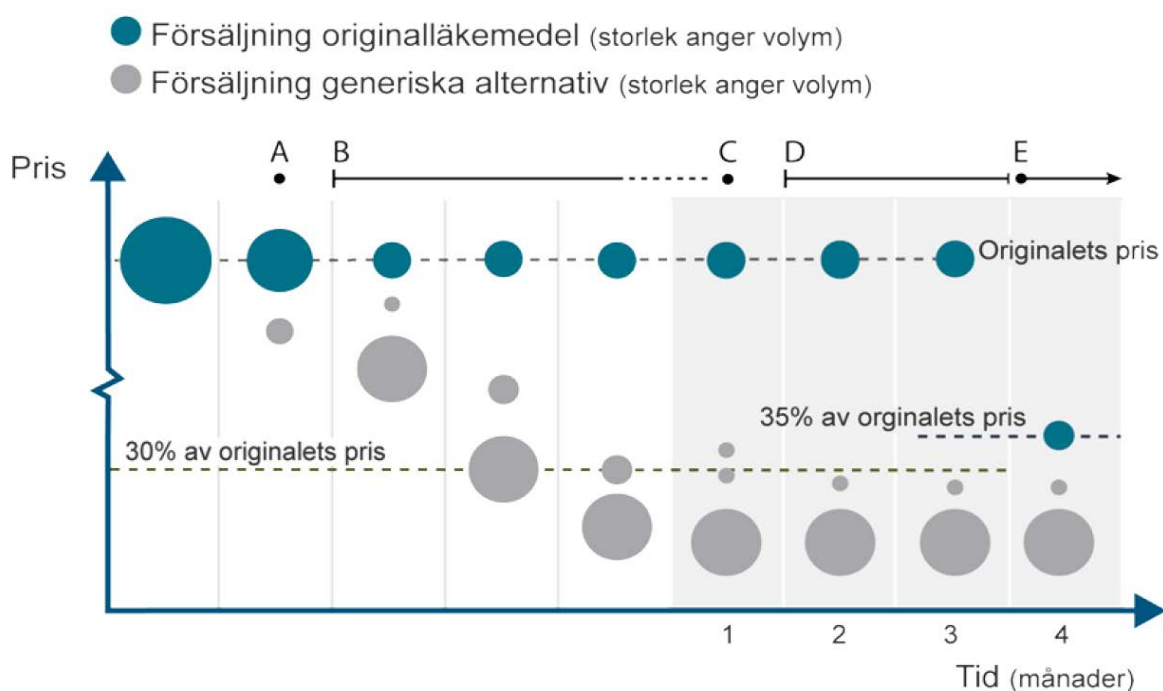 Försäljning originalläkemedel (storlek anger volym)
Försäljning generiska alternativ (storlek anger volym)
A B C D E
Pris
Originalets pris
35% av orginalets pris
30% av originalets pris
1 2 3 4
Tid (månader)